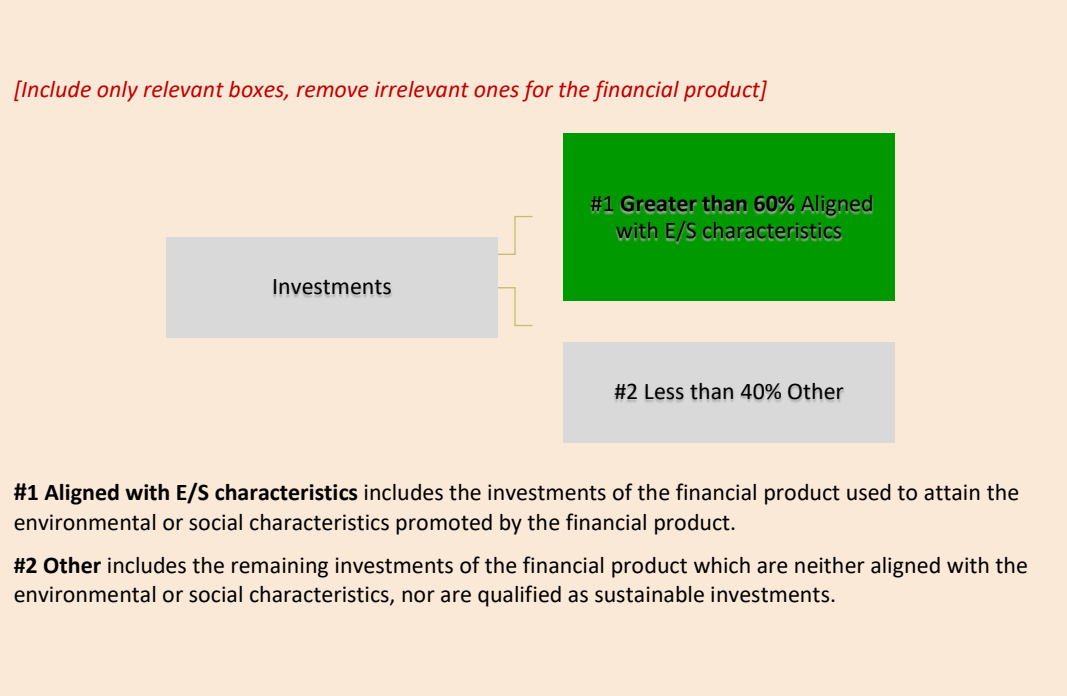 [Include only relevant boxes, remove irrelevant ones for the financial product]
#1 Greater than 60% Aligned
with E/S characteristics
Investments
#2 Less than 40% Other
#1 Aligned with E/S characteristics includes the investments of the financial product used to attain the
environmental or social characteristics promoted by the financial product.
#2 Other includes the remaining investments of the financial product which are neither aligned with the
environmental or social characteristics, nor are qualified as sustainable investments.